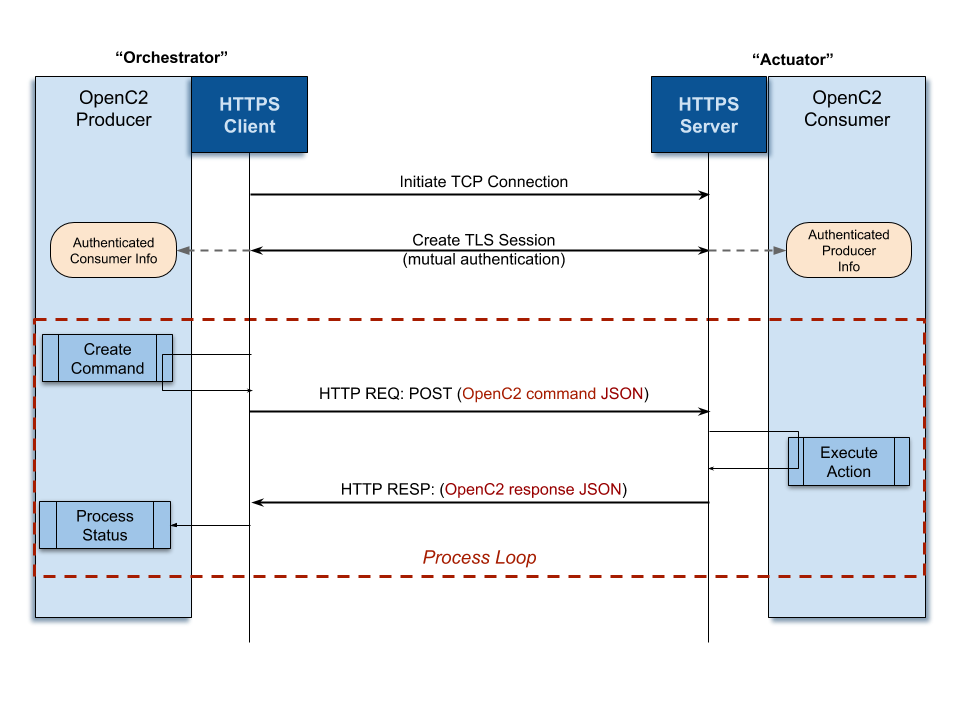 “Orchestrator”
“Actuator”
OpenC2
Producer
HTTPS
Client
HTTPS
Server
OpenC2
Consumer
Initiate TCP Connection
Authenticated
Consumer Info
Create TLS Session
(mutual authentication)
Authenticated
Producer
Info
Create
Command
HTTP REQ: POST (OpenC2 command JSON)
Execute
Action
HTTP RESP: (OpenC2 response JSON)
Process
Status
Process Loop